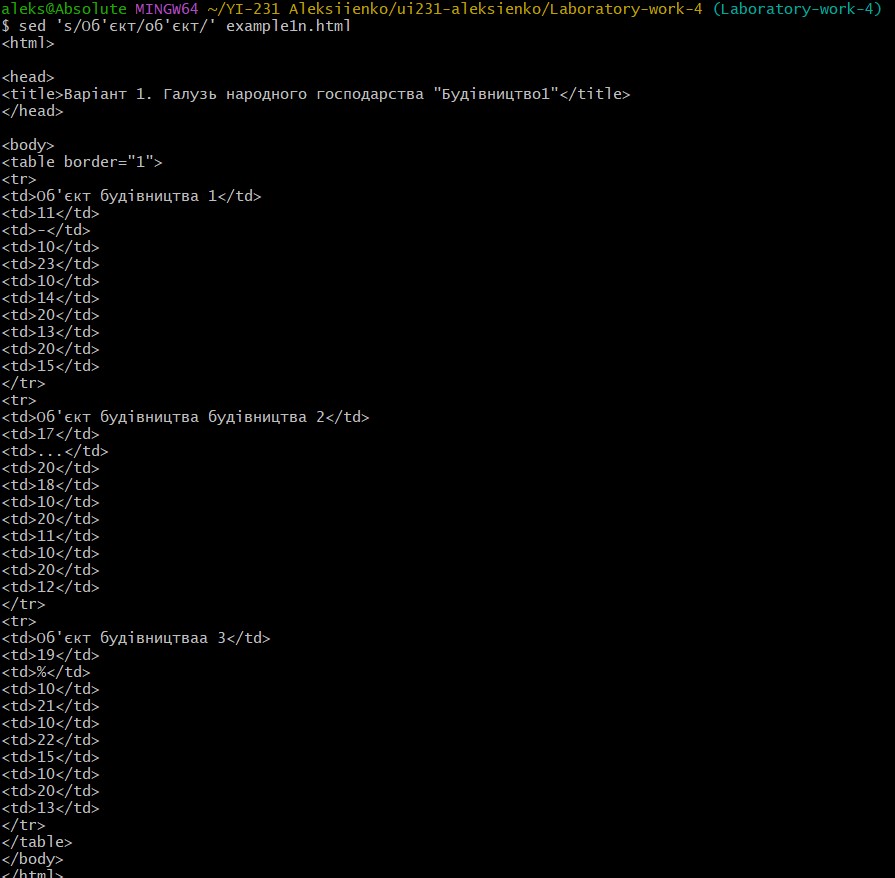 aleks@Absolute MINGW64 ~/YI-231 Aleksiienko/ui231-aleksienko/Laboratory-work-4 (Laboratory-work-4)
$ sed 's/Об'єкт/об'єкт/' example1n.html
<html>

<head>
<title>Варіант 1. Галузь народного господарства "Будівництво1"</title>
</head>

<body>
<table border="1">
<tr>
<td>Об'єкт будівництва 1</td>
<td>11</td>
<td>-</td>
<td>10</td>
<td>23</td>
<td>10</td>
<td>14</td>
<td>20</td>
<td>13</td>
<td>20</td>
<td>15</td>
</tr>
<tr>
<td>Об'єкт будівництва будівництва 2</td>
<td>17</td>
<td>...</td>
<td>20</td>
<td>18</td>
<td>10</td>
<td>20</td>
<td>11</td>
<td>10</td>
<td>20</td>
<td>12</td>
</tr>
<tr>
<td>Об'єкт будівництваа 3</td>
<td>19</td>
<td>%</td>
<td>10</td>
<td>21</td>
<td>10</td>
<td>22</td>
<td>15</td>
<td>10</td>
<td>20</td>
<td>13</td>
</tr>
</table>
</body>
</html>